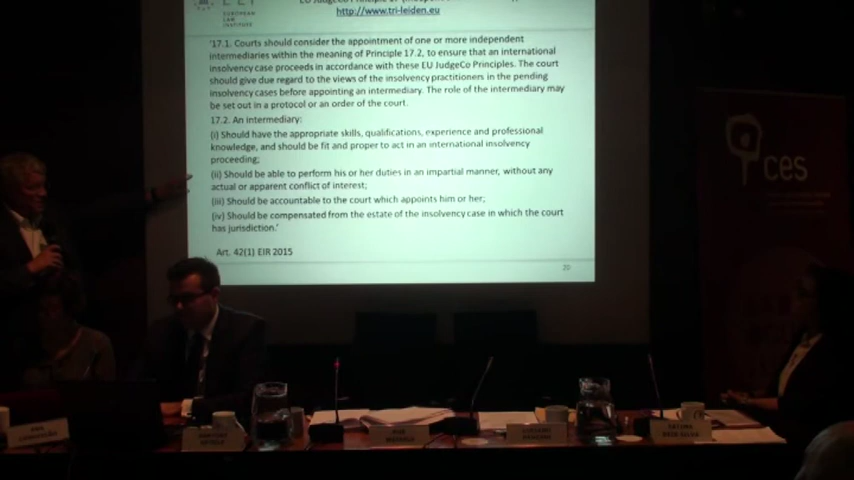 EUROPEAN
LAW
INSTITUTE
http://www.tri-leiden.eu
'17.1. Courts should consider the appointment of one or more independent
intermediaries within the meaning of Principle 17.2, to ensure that an international
insolvency case proceeds in accordance with these EU JudgeCo Principles. The court
should give due regard to the views of the insolvency practitioners in the pending
insolvency cases before appointing an intermediary. The role of the intermediary may
be set out in a protocol or an order of the court.
17.2. An intermediary:
(i) Should have the appropriate skills, qualifications, experience and professional
knowledge, and should be fit and proper to act in an international insolvency
proceeding;
(ii) Should be able to perform his or her duties in an impartial manner, without any
actual or apparent conflict of interest;
(iii) Should be accountable to the court which appoints him or her;
(iv) Should be compensated from the estate of the insolvency case in which the court
has jurisdiction.'
Art. 42(1) EIR 2015
20
ces